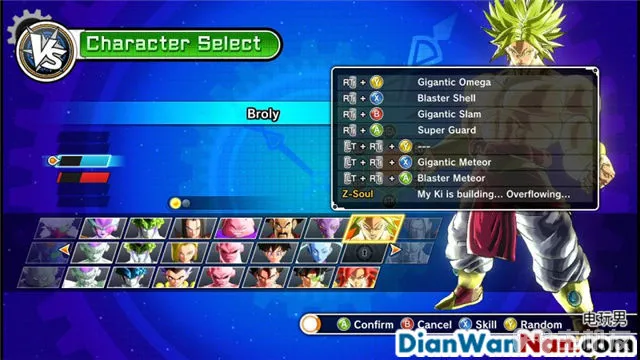 VS
Character Select
Broly
RT + Y Gigantic Omega
RT + X Blaster Shell
RT + B Gigantic Slam
RT + A Super Guard
LT + RT + Y ---
LT + RT + X Gigantic Meteor
LT + RT + A Blaster Meteor
Z-Soul My Ki is building... Overflowing...
A Confirm B Cancel X Skill Y Random
电玩男
DianWanNan.com